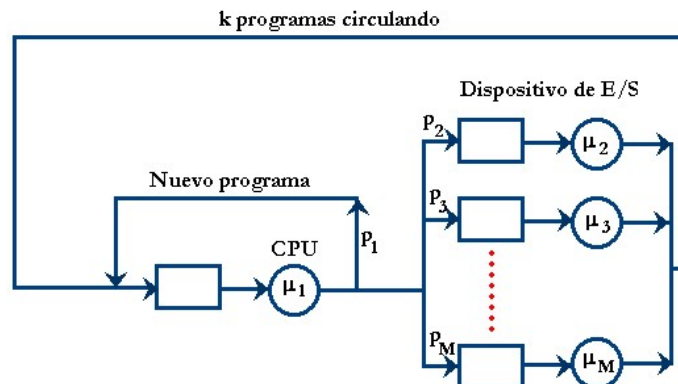 k programas circulando
Dispositivo de E/S
p2
μ2
Nuevo programa
p3
μ3
p1
CPU
μ1
pM
μM